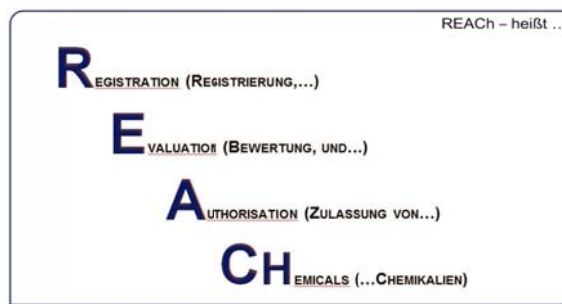 REACh – heißt ...
REGISTRATION (REGISTRIERUNG,...)
EVALUATION (BEWERTUNG, UND...)
AUTHORISATION (ZULASSUNG VON...)
CHEMICALS (...CHEMIKALIEN)